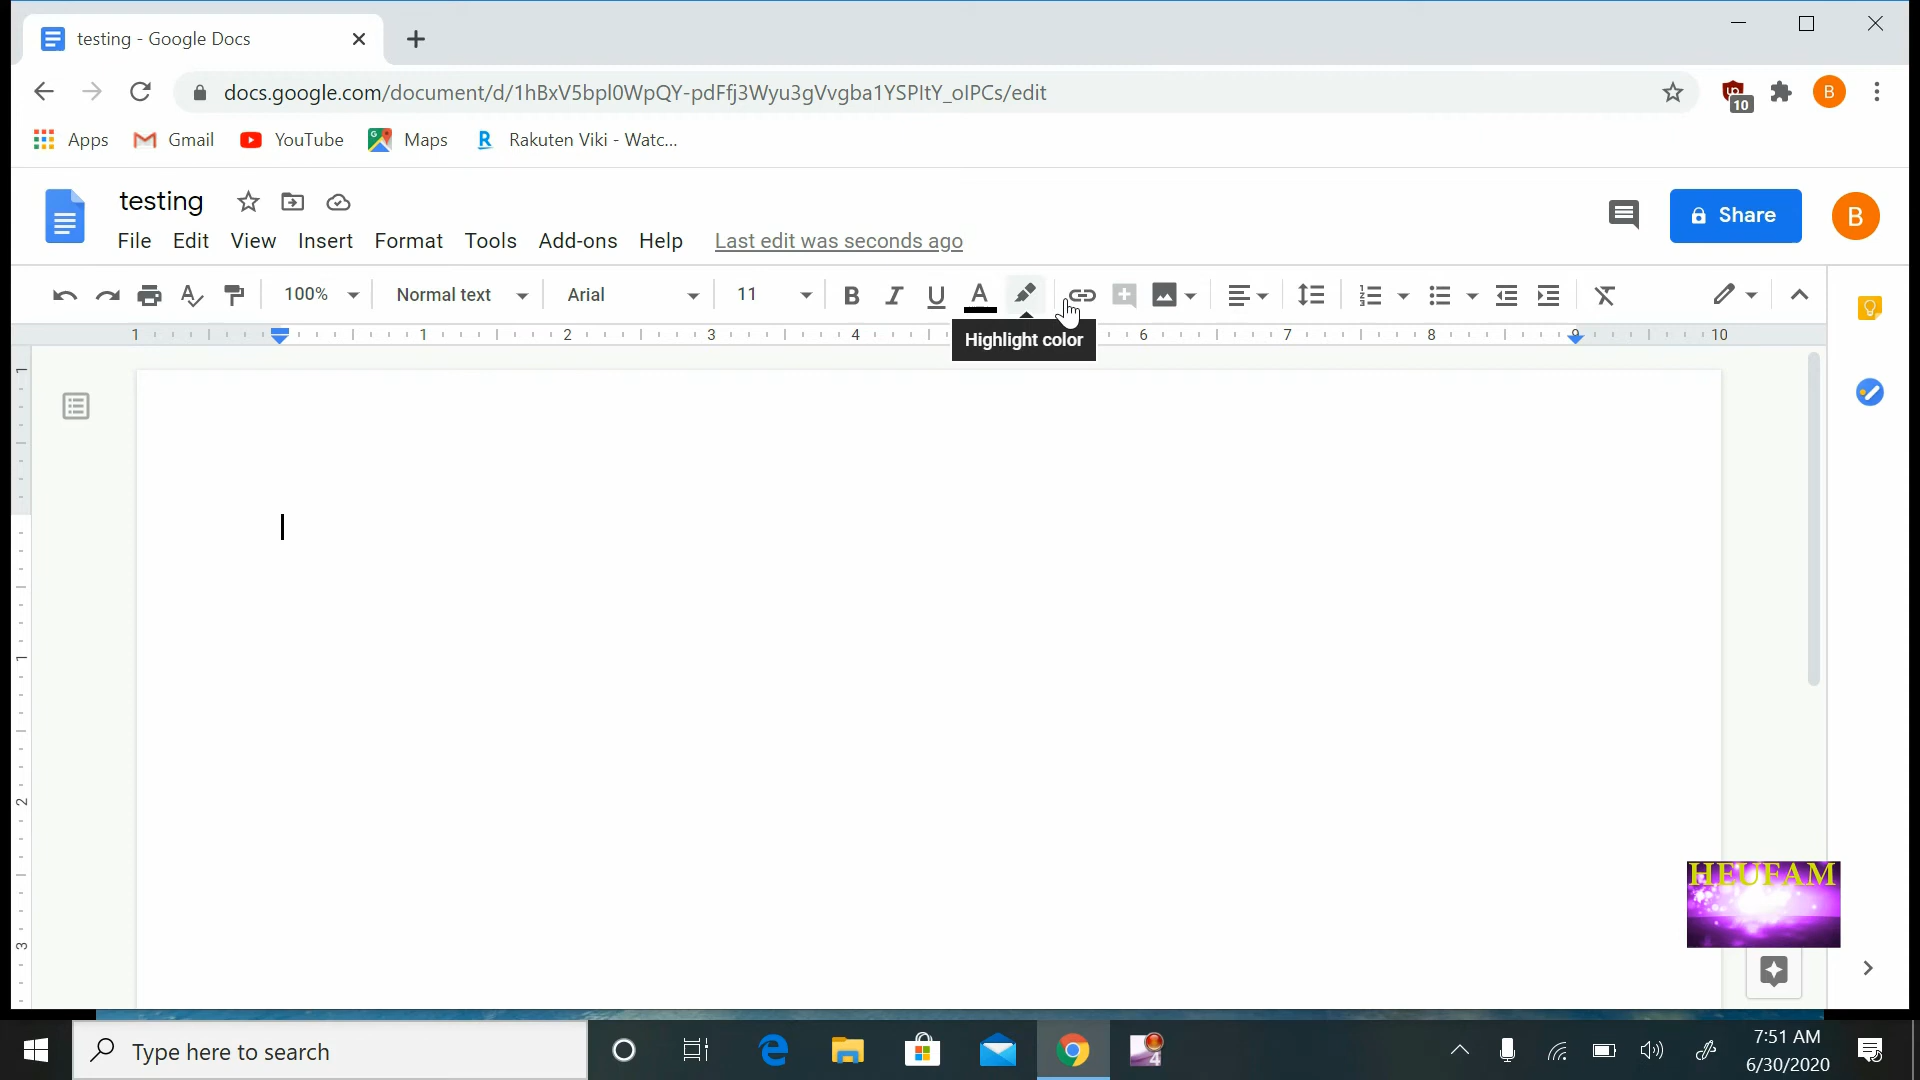 testing - Google Docs
docs.google.com/document/d/1hBxV5bpl0WpQY-pdFfj3Wyu3gVvgba1YSPItY_oIPCs/edit
10
B
Apps Gmail YouTube Maps Rakuten Viki - Watc...
testing
Share
B
File Edit View Insert Format Tools Add-ons Help Last edit was seconds ago
100% Normal text Arial 11 B I U A
1 1 2 3 4 6 7 8 9 10
Highlight color
1
1
2
3
HEUFAM
Type here to search
4
7:51 AM
6/30/2020